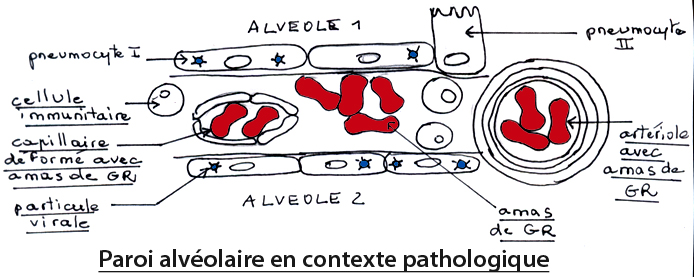 ALVEOLE 1
pneumocyte I
pneumocyte
II
cellule
immunitaire
capillaire
déformé avec
amas de GR
artériole
avec
amas de
GR
particule
virale
ALVEOLE 2
amas
de GR
Paroi alvéolaire en contexte pathologique